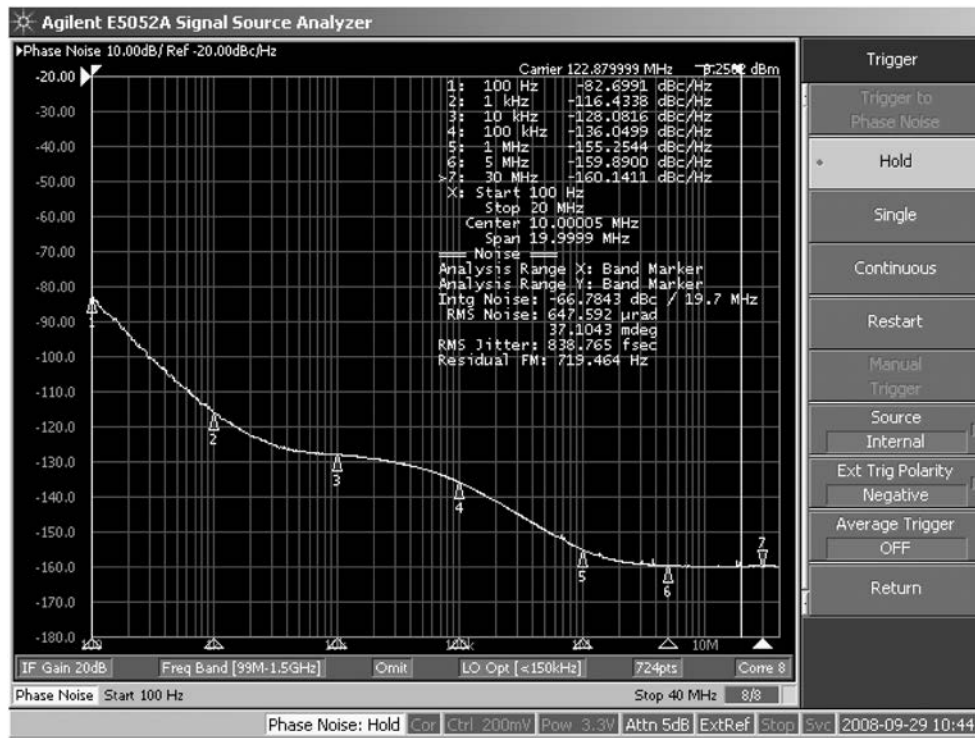 Agilent E5052A Signal Source Analyzer
Phase Noise 10.00dB/ Ref -20.00dBc/Hz
Carrier 122.879999 MHz
dBm
1: 100 Hz -82.6991 dBc/Hz
2: 1 kHz -116.4338 dBc/Hz
3: 10 kHz -128.0816 dBc/Hz
4: 100 kHz -136.0499 dBc/Hz
5: 1 MHz -155.2544 dBc/Hz
6: 5 MHz -159.8900 dBc/Hz
>7: 30 MHz -160.1411 dBc/Hz
X: Start 100 Hz
Stop 20 MHz
Center 10.00005 MHz
Span 19.9999 MHz
=== Noise ===
Analysis Range X: Band Marker
Analysis Range Y: Band Marker
Intg Noise: -66.7843 dBc / 19.7 MHz
RMS Noise: 647.592 µrad
37.1043 mdeg
RMS Jitter: 838.765 fsec
Residual FM: 719.464 Hz
-20.00
-30.00
-40.00
-50.00
-60.00
-70.00
-80.00
-90.00
-100.0
-110.0
-120.0
-130.0
-140.0
-150.0
-160.0
-170.0
-180.0
1
2
3
4
5
6
7
10M
IF Gain 20dB
Freq Band [99M-1.5GHz]
Omit
LO Opt [<150kHz]
724pts
Corre 8
Phase Noise Start 100 Hz
Stop 40 MHz
8/8
Phase Noise: Hold
Cor
Ctrl 200mV
Pow 3.3V
Attn 5dB
ExtRef
Stop
Svc
2008-09-29 10:44
Trigger
Trigger to
Phase Noise
Hold
Single
Continuous
Restart
Manual
Trigger
Source
Internal
Ext Trig Polarity
Negative
Average Trigger
OFF
Return